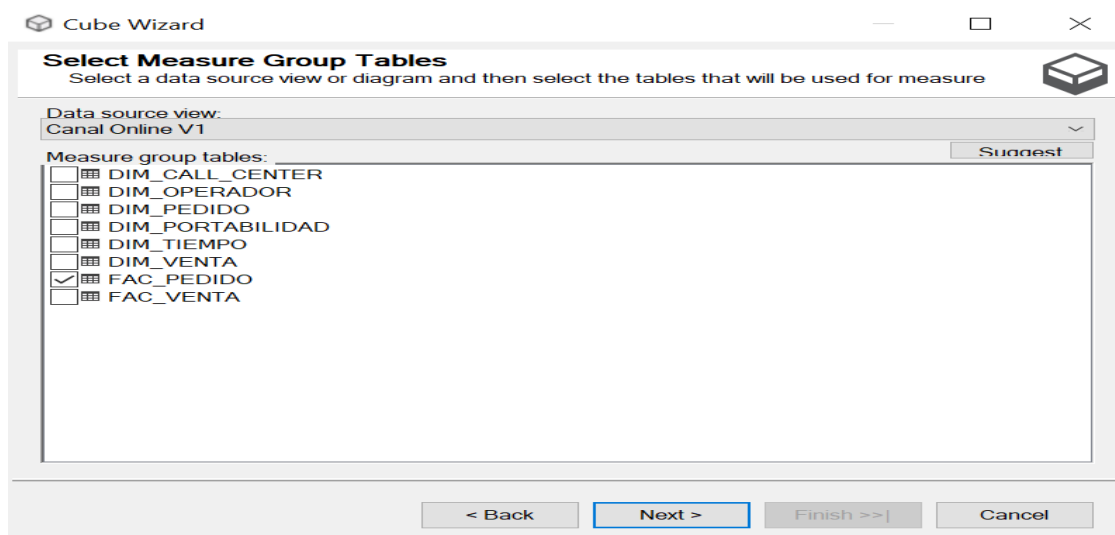 Cube Wizard
Select Measure Group Tables
Select a data source view or diagram and then select the tables that will be used for measure
Data source view:
Canal Online V1
Measure group tables:
Suggest
DIM_CALL_CENTER
DIM_OPERADOR
DIM_PEDIDO
DIM_PORTABILIDAD
DIM_TIEMPO
DIM_VENTA
FAC_PEDIDO
FAC_VENTA
< Back Next > Finish >>| Cancel